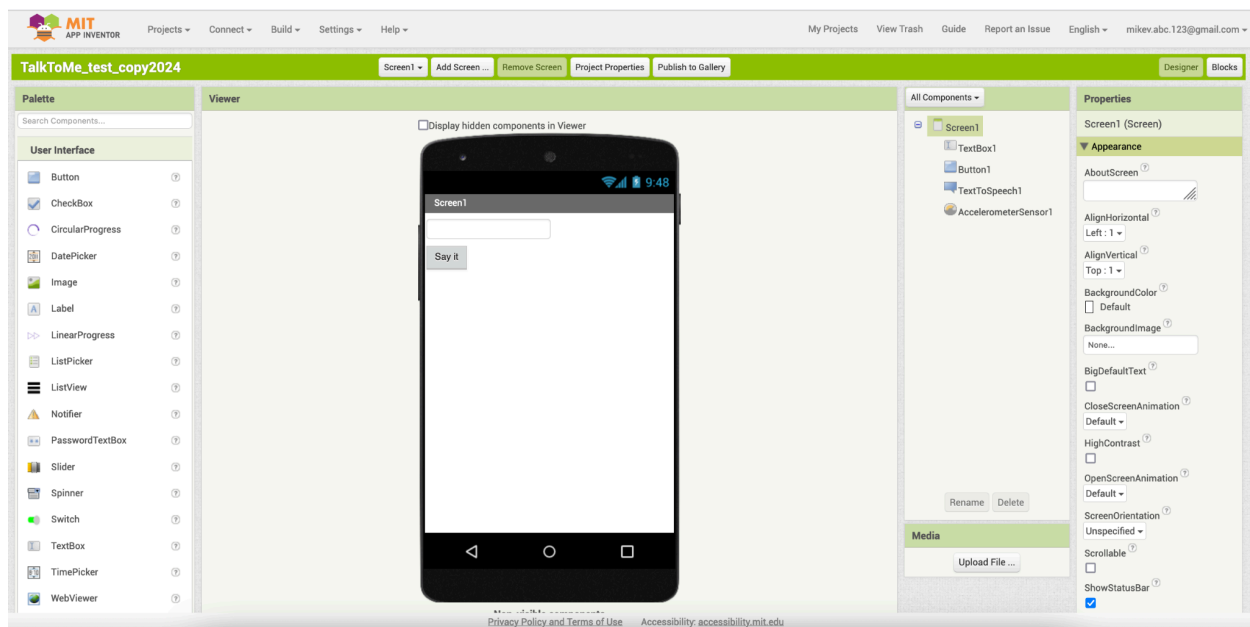 MIT
APP INVENTOR
Projects
Connect
Build
Settings
Help
My Projects
View Trash
Guide
Report an Issue
English
mikev.abc.123@gmail.com
TalkToMe_test_copy2024
Screen1
Add Screen ...
Remove Screen
Project Properties
Publish to Gallery
Designer
Blocks
Palette
Search Components...
User Interface
Button
CheckBox
CircularProgress
DatePicker
Image
Label
LinearProgress
ListPicker
ListView
Notifier
PasswordTextBox
Slider
Spinner
Switch
TextBox
TimePicker
WebViewer
Viewer
Display hidden components in Viewer
9:48
Screen1
Say it
Non-visible components
All Components
Screen1
TextBox1
Button1
TextToSpeech1
AccelerometerSensor1
Rename
Delete
Media
Upload File ...
Properties
Screen1 (Screen)
Appearance
AboutScreen
AlignHorizontal
Left : 1
AlignVertical
Top : 1
BackgroundColor
Default
BackgroundImage
None...
BigDefaultText
CloseScreenAnimation
Default
HighContrast
OpenScreenAnimation
Default
ScreenOrientation
Unspecified
Scrollable
ShowStatusBar
Privacy Policy and Terms of Use
Accessibility: accessibility.mit.edu